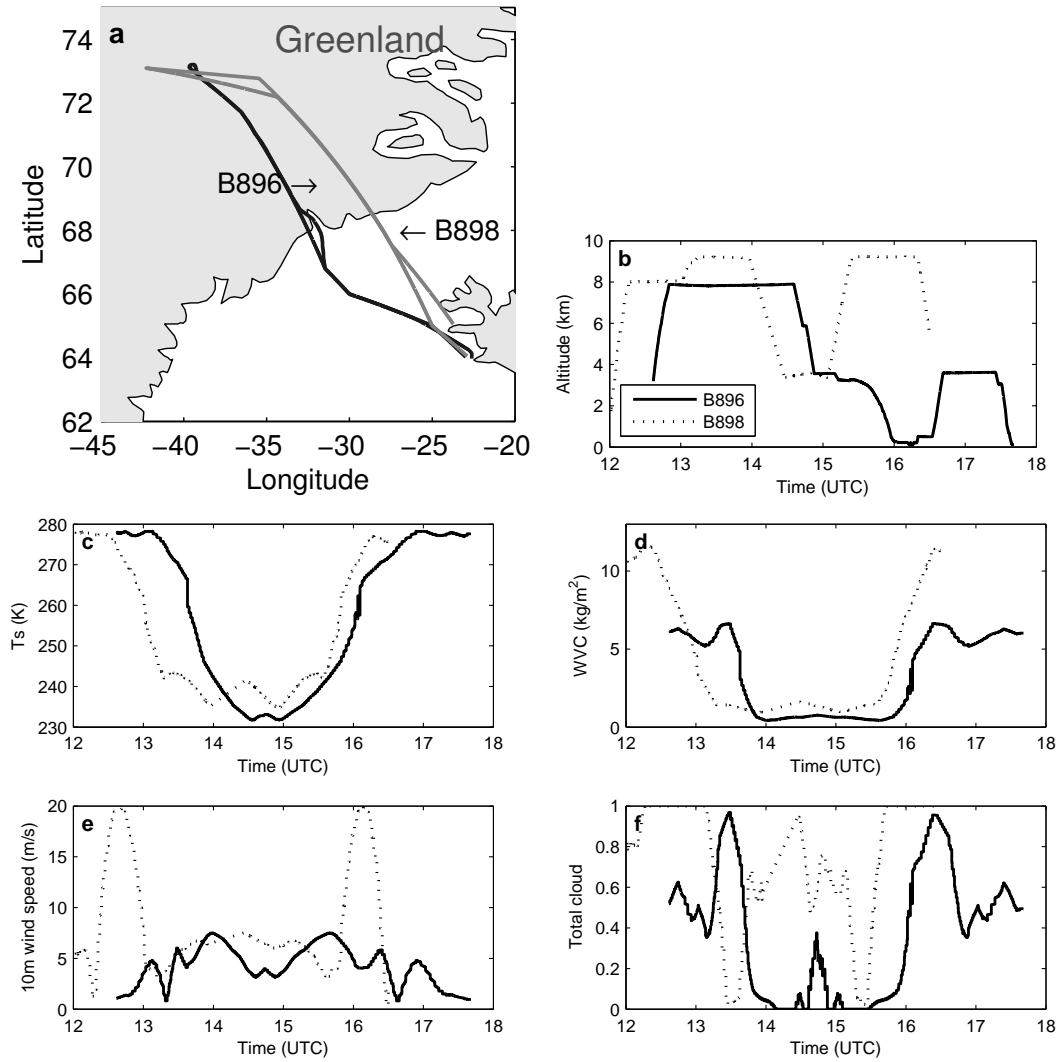 a
Greenland
74
72
70
68
66
64
62
B896 →
← B898
−45 −40 −35 −30 −25 −20
Latitude
Longitude
b
10
8
6
4
2
0
Altitude (km)
B896
B898
12 13 14 15 16 17 18
Time (UTC)
c
280
270
260
250
240
230
Ts (K)
12 13 14 15 16 17 18
Time (UTC)
d
10
5
0
WVC (kg/m²)
12 13 14 15 16 17 18
Time (UTC)
e
20
15
10
5
0
10m wind speed (m/s)
12 13 14 15 16 17 18
Time (UTC)
f
1
0.8
0.6
0.4
0.2
0
Total cloud
12 13 14 15 16 17 18
Time (UTC)